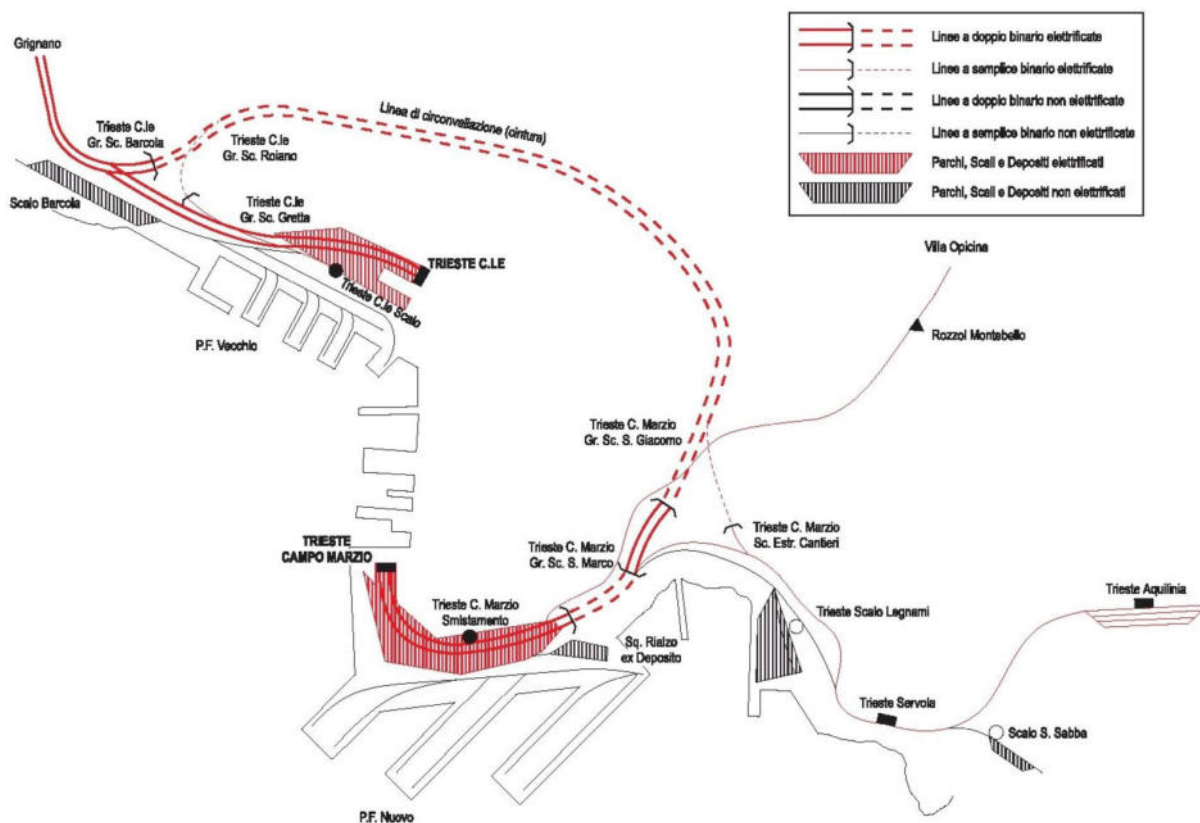 Grignano
Trieste C.le
Gr. Sc. Barcola
Trieste C.le
Gr. Sc. Roiano
Linea di circonvallazione (cintura)
Linee a doppio binario elettrificate
Linee a semplice binario elettrificate
Linee a doppio binario non elettrificate
Linee a semplice binario non elettrificate
Parchi, Scali e Depositi elettrificati
Parchi, Scali e Depositi non elettrificati
Scalo Barcola
Trieste C.le
Gr. Sc. Gretta
TRIESTE C.LE
Trieste C.le Scalo
P.F. Vecchio
Villa Opicina
Rozzol Montebello
Trieste C. Marzio
Gr. Sc. S. Giacomo
Trieste C. Marzio
Sc. Estr. Cantieri
Trieste C. Marzio
Gr. Sc. S. Marco
TRIESTE
CAMPO MARZIO
Trieste C. Marzio
Smistamento
Sq. Rialzo
ex Deposito
Trieste Scalo Legnami
Trieste Aquilinia
Trieste Servola
Scalo S. Sabba
P.F. Nuovo